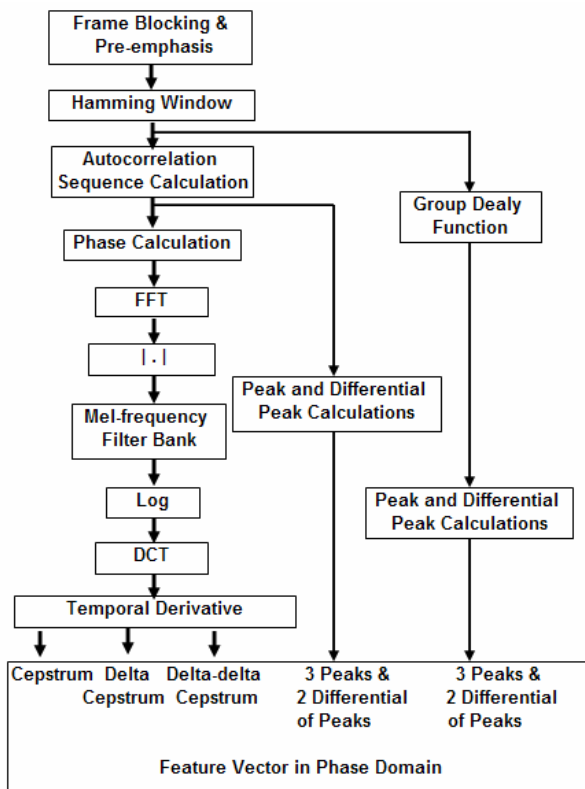 Frame Blocking &
Pre-emphasis
Hamming Window
Autocorrelation
Sequence Calculation
Group Dealy
Function
Phase Calculation
FFT
|.|
Peak and Differential
Peak Calculations
Mel-frequency
Filter Bank
Log
Peak and Differential
Peak Calculations
DCT
Temporal Derivative
Cepstrum
Delta
Cepstrum
Delta-delta
Cepstrum
3 Peaks &
2 Differential
of Peaks
3 Peaks &
2 Differential
of Peaks
Feature Vector in Phase Domain